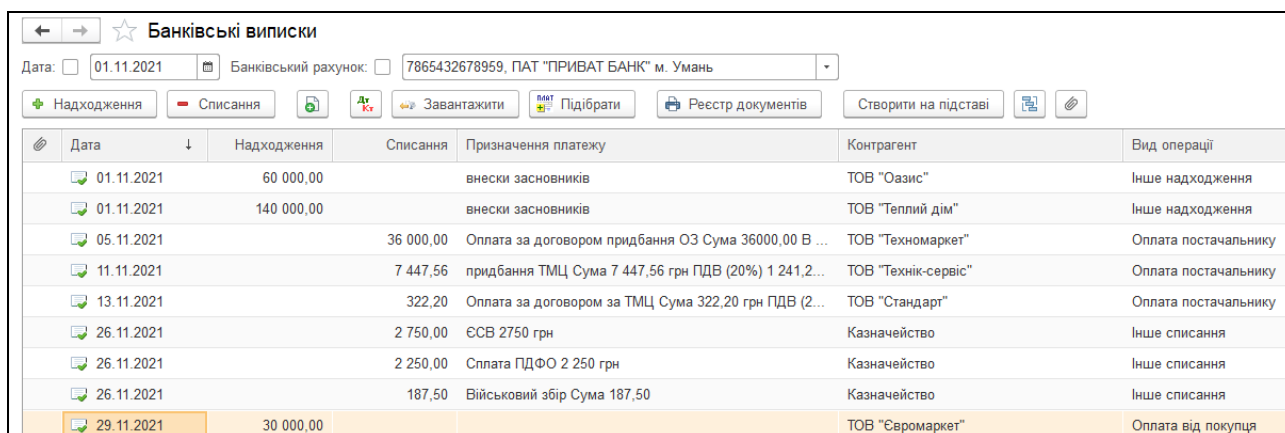 Банківські виписки
Дата: 01.11.2021 Банківський рахунок: 7865432678959, ПАТ "ПРИВАТ БАНК" м. Умань
Надходження Списання Дт Кт Завантажити ПЛАТ Підібрати Реєстр документів Створити на підставі
Дата ↓ Надходження Списання Призначення платежу Контрагент Вид операції
01.11.2021 60 000,00 внески засновників ТОВ "Оазис" Інше надходження
01.11.2021 140 000,00 внески засновників ТОВ "Теплий дім" Інше надходження
05.11.2021 36 000,00 Оплата за договором придбання ОЗ Сума 36000,00 В ... ТОВ "Техномаркет" Оплата постачальнику
11.11.2021 7 447,56 придбання ТМЦ Сума 7 447,56 грн ПДВ (20%) 1 241,2... ТОВ "Технік-сервіс" Оплата постачальнику
13.11.2021 322,20 Оплата за договором за ТМЦ Сума 322,20 грн ПДВ (2... ТОВ "Стандарт" Оплата постачальнику
26.11.2021 2 750,00 ЄСВ 2750 грн Казначейство Інше списання
26.11.2021 2 250,00 Сплата ПДФО 2 250 грн Казначейство Інше списання
26.11.2021 187,50 Військовий збір Сума 187,50 Казначейство Інше списання
29.11.2021 30 000,00 ТОВ "Євромаркет" Оплата від покупця